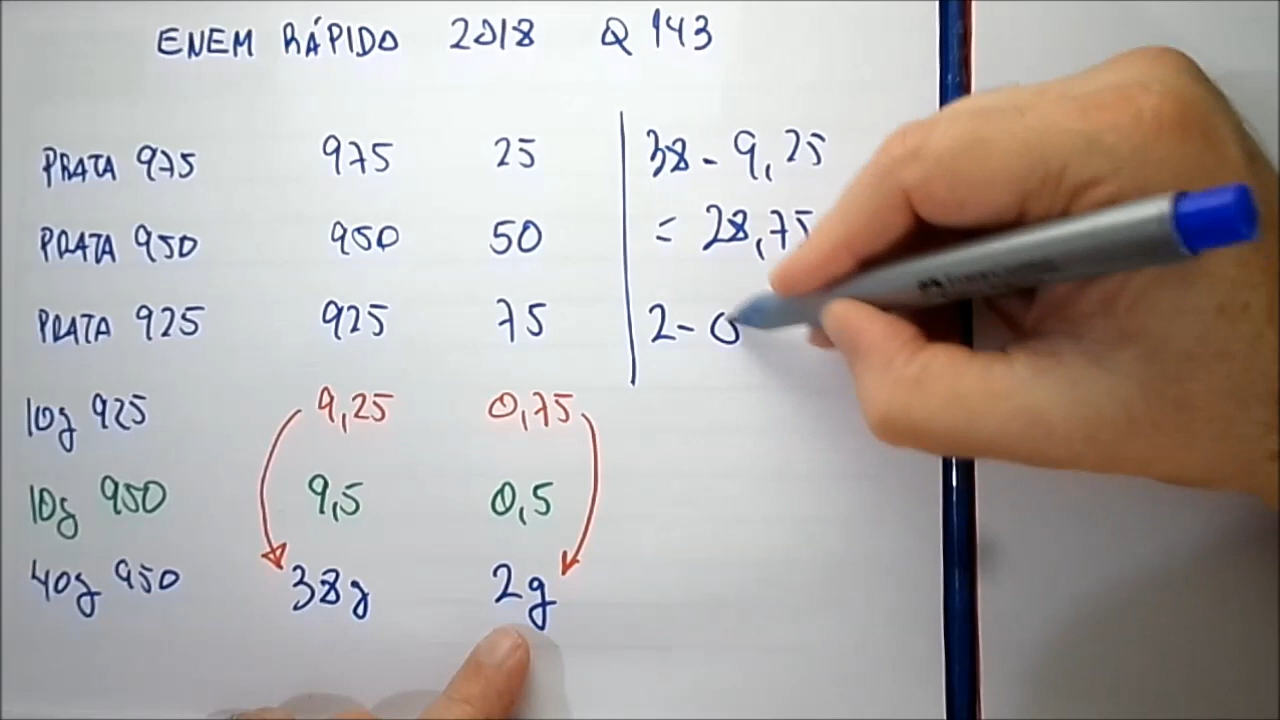 ENEM RÁPIDO 2018 Q 143
PRATA 975 975 25
PRATA 950 950 50
PRATA 925 925 75
10g 925 9,25 0,75
10g 950 9,5 0,5
40g 950 38g 2g
38 - 9,25
= 28,75
2 - 0